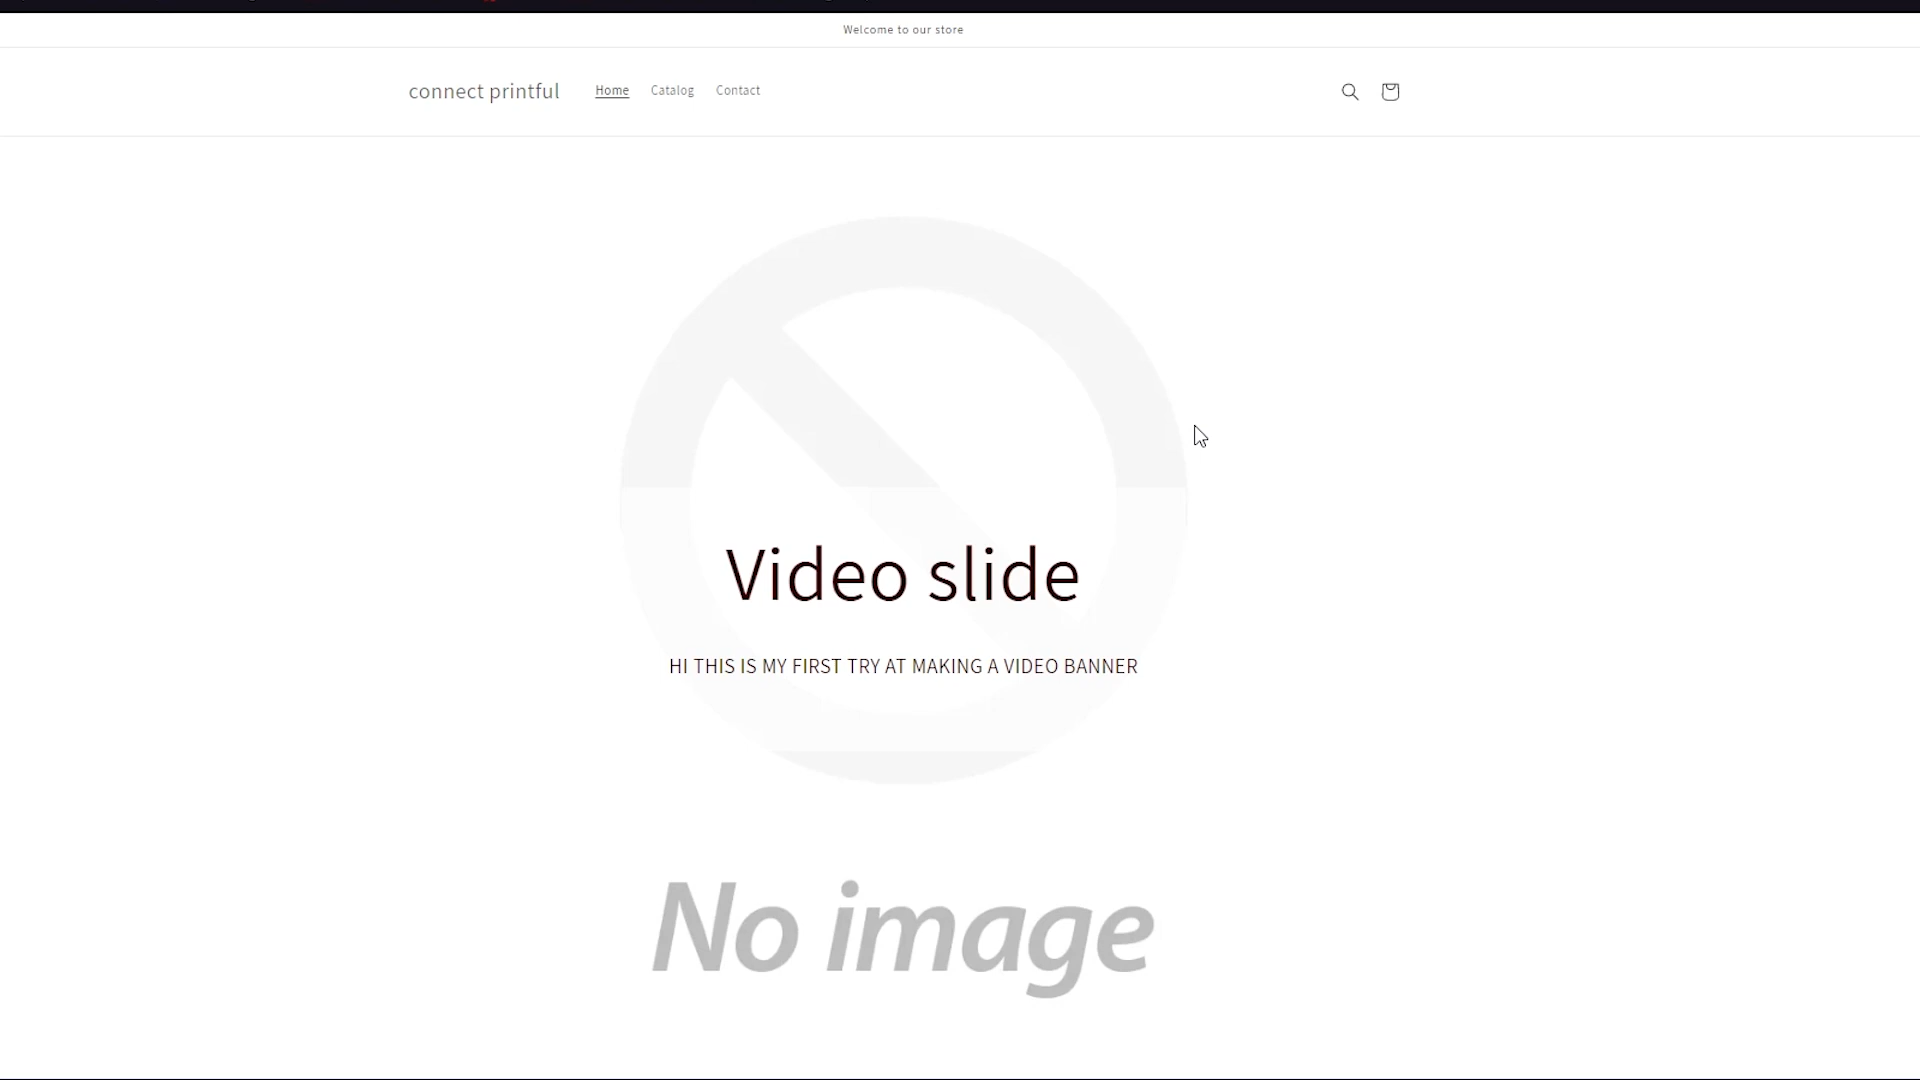 Welcome to our store
connect printful
Home
Catalog
Contact
Video slide
HI THIS IS MY FIRST TRY AT MAKING A VIDEO BANNER
No image